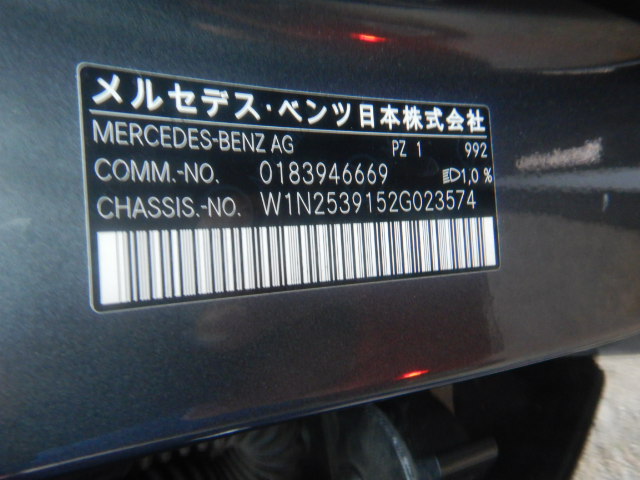 メルセデス・ベンツ日本株式会社
MERCEDES-BENZ AG PZ 1 992
COMM.-NO. 0183946669 1,0 %
CHASSIS.-NO. W1N2539152G023574